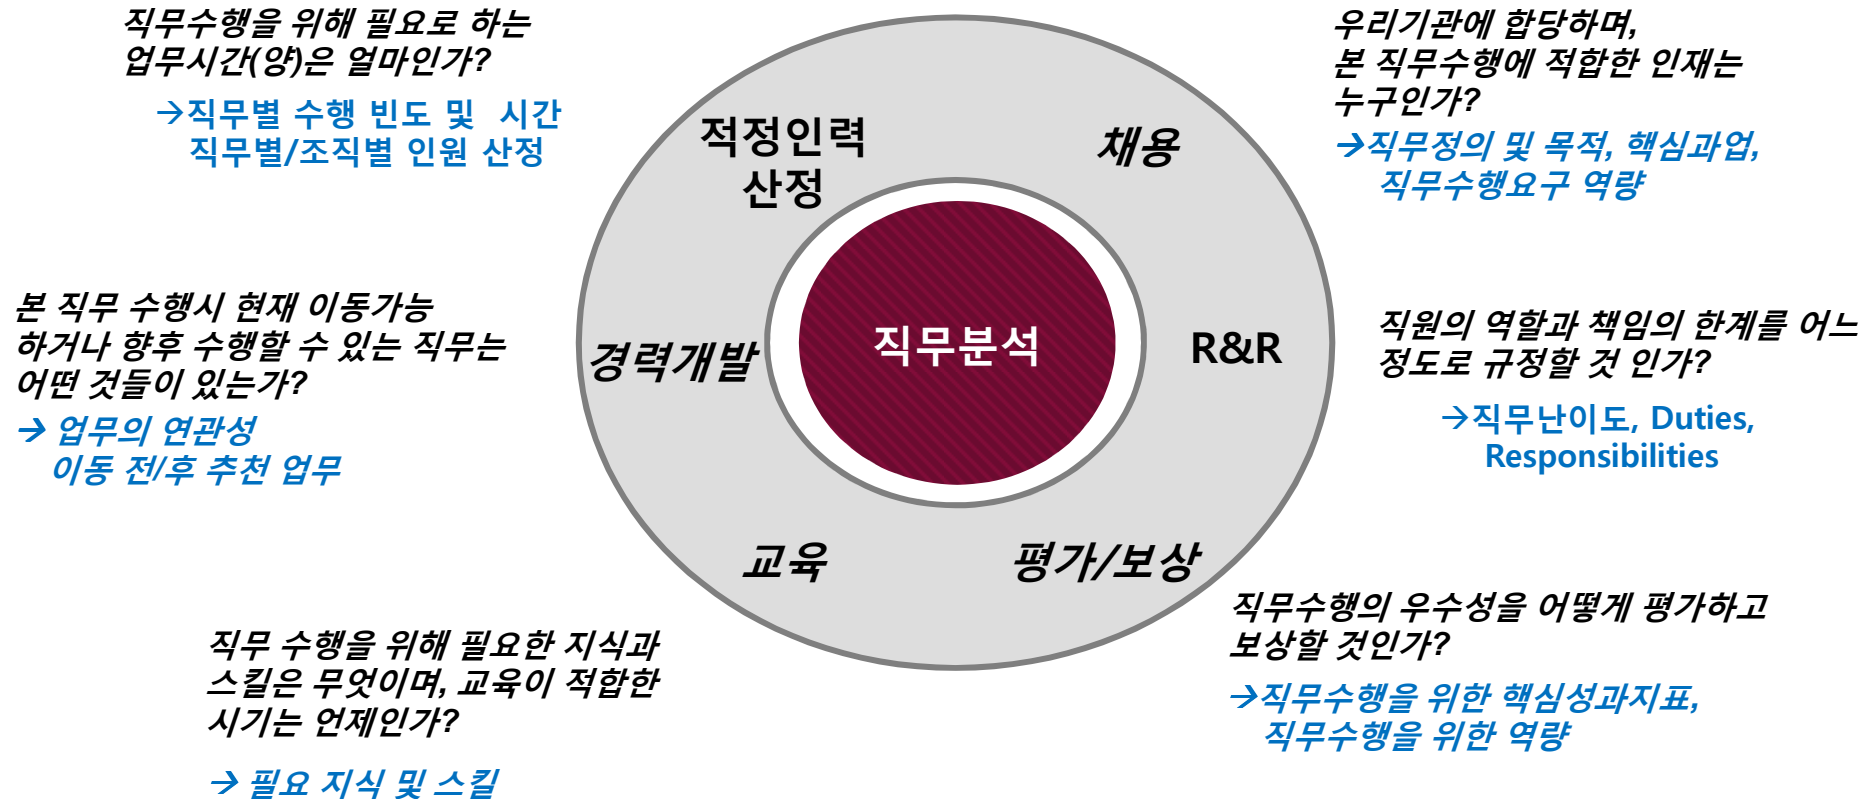 직무수행을 위해 필요로 하는
업무시간(양)은 얼마인가?
→직무별 수행 빈도 및 시간
직무별/조직별 인원 산정
우리기관에 합당하며,
본 직무수행에 적합한 인재는
누구인가?
→직무정의 및 목적, 핵심과업,
직무수행요구 역량
적정인력
산정
채용
본 직무 수행시 현재 이동가능
하거나 향후 수행할 수 있는 직무는
어떤 것들이 있는가?
→ 업무의 연관성
이동 전/후 추천 업무
경력개발
직무분석
R&R
직원의 역할과 책임의 한계를 어느
정도로 규정할 것 인가?
→직무난이도, Duties,
Responsibilities
교육
평가/보상
직무 수행을 위해 필요한 지식과
스킬은 무엇이며, 교육이 적합한
시기는 언제인가?
→ 필요 지식 및 스킬
직무수행의 우수성을 어떻게 평가하고
보상할 것인가?
→직무수행을 위한 핵심성과지표,
직무수행을 위한 역량